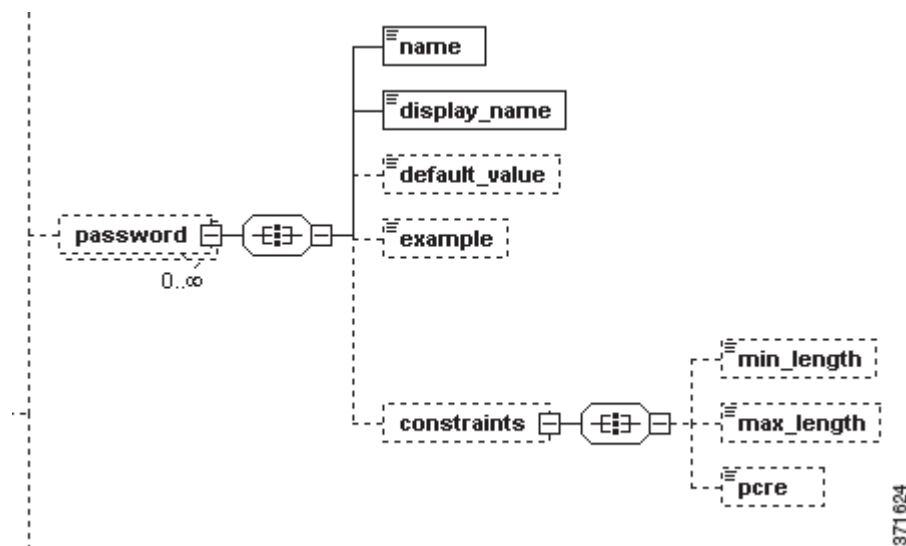 name
display_name
default_value
password
example
0..∞
min_length
constraints
max_length
pcre
371624